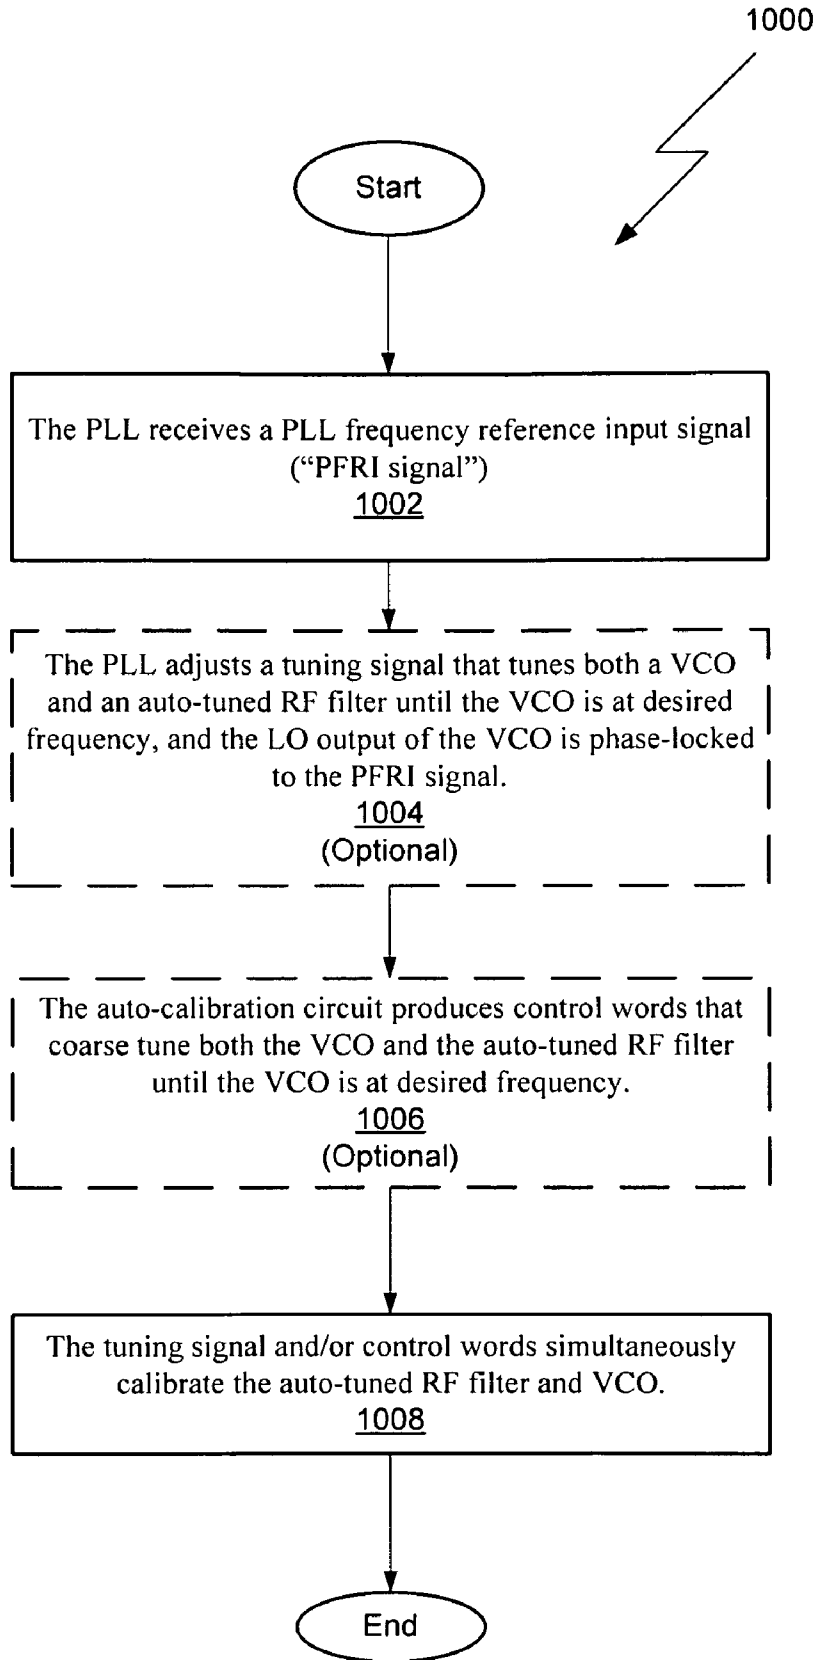 1000
Start
The PLL receives a PLL frequency reference input signal
(“PFRI signal”)
1002
The PLL adjusts a tuning signal that tunes both a VCO
and an auto-tuned RF filter until the VCO is at desired
frequency, and the LO output of the VCO is phase-locked
to the PFRI signal.
1004
(Optional)
The auto-calibration circuit produces control words that
coarse tune both the VCO and the auto-tuned RF filter
until the VCO is at desired frequency.
1006
(Optional)
The tuning signal and/or control words simultaneously
calibrate the auto-tuned RF filter and VCO.
1008
End